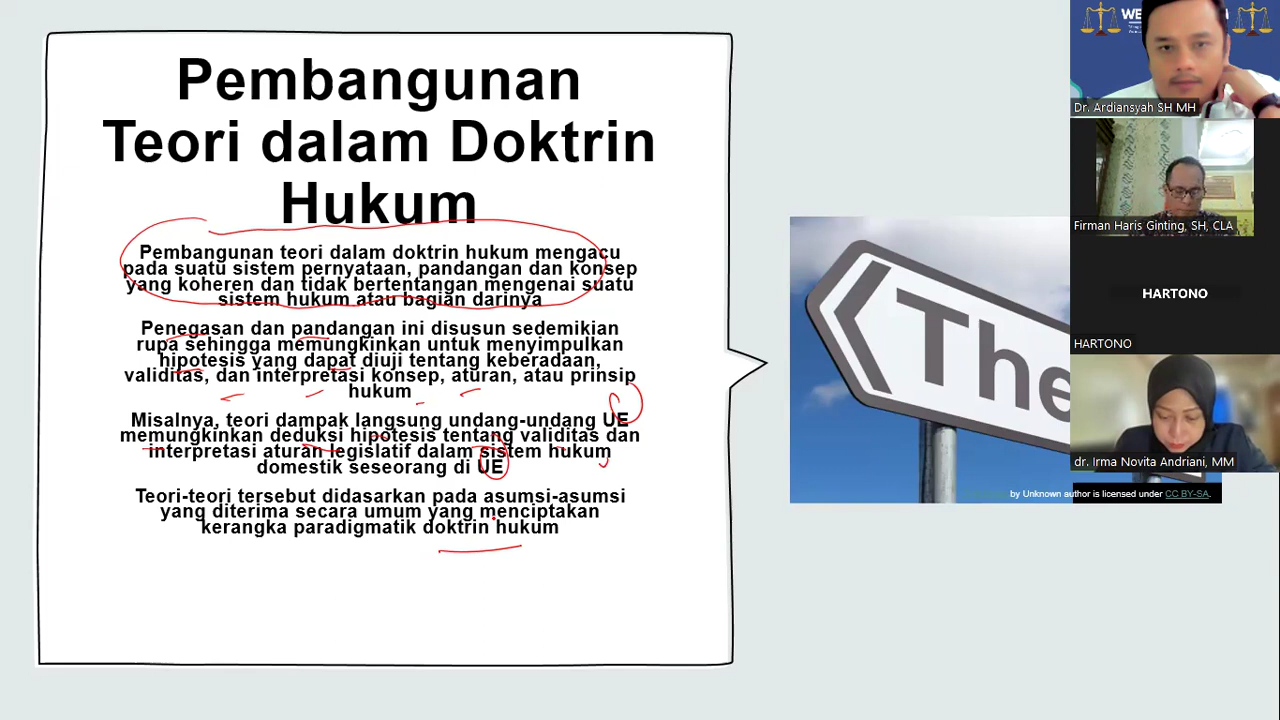 Pembangunan
Teori dalam Doktrin
Hukum
Pembangunan teori dalam doktrin hukum mengacu
pada suatu sistem pernyataan, pandangan dan konsep
yang koheren dan tidak bertentangan mengenai suatu
sistem hukum atau bagian darinya
Penegasan dan pandangan ini disusun sedemikian
rupa sehingga memungkinkan untuk menyimpulkan
hipotesis yang dapat diuji tentang keberadaan,
validitas, dan interpretasi konsep, aturan, atau prinsip
hukum
Misalnya, teori dampak langsung undang-undang UE
memungkinkan deduksi hipotesis tentang validitas dan
interpretasi aturan legislatif dalam sistem hukum
domestik seseorang di UE
Teori-teori tersebut didasarkan pada asumsi-asumsi
yang diterima secara umum yang menciptakan
kerangka paradigmatik doktrin hukum
The
by Unknown author is licensed under CC BY-SA.
WE
Dr. Ardiansyah SH MH
Firman Haris Ginting, SH, CLA
HARTONO
HARTONO
dr. Irma Novita Andriani, MM